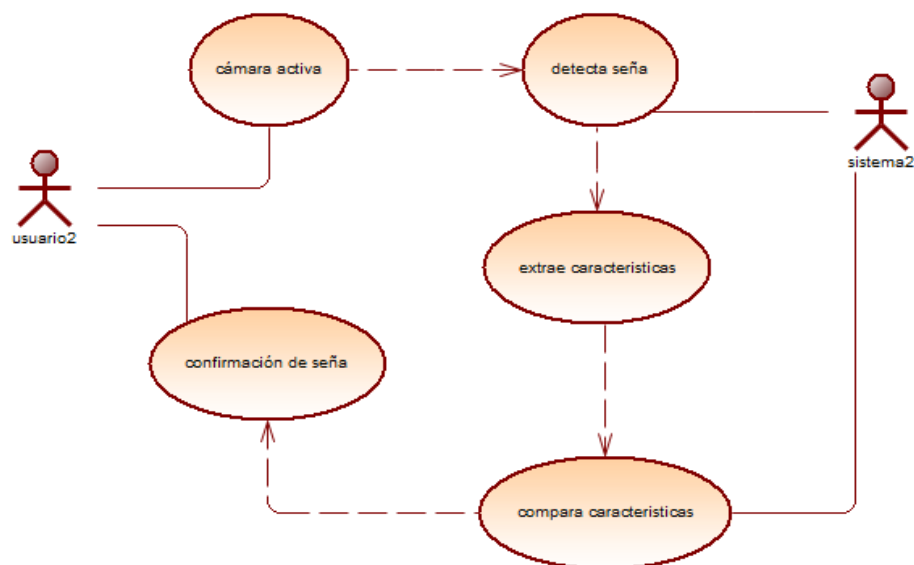 cámara activa
detecta seña
sistema2
usuario2
extrae caracteristicas
confirmación de seña
compara caracteristicas